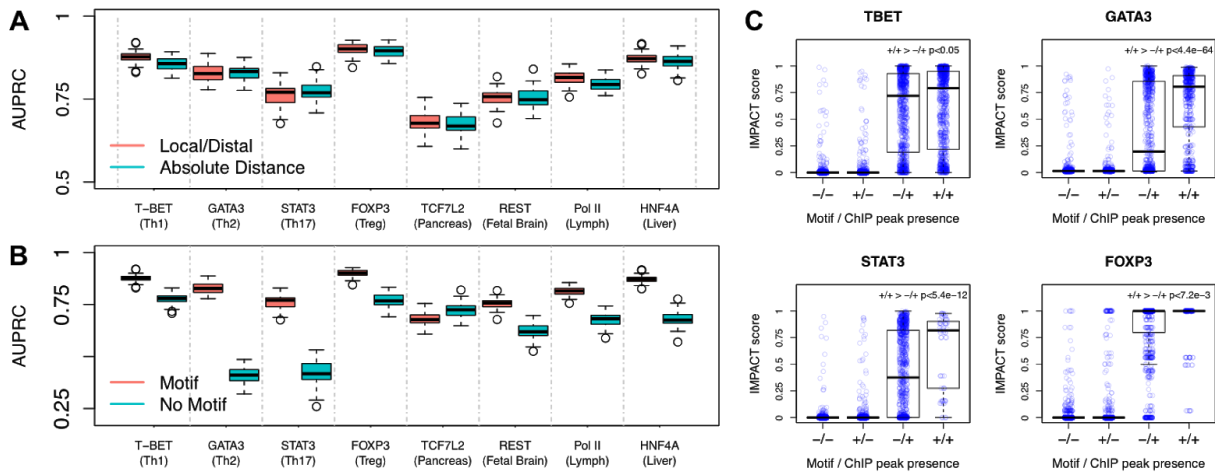 A
AUPRC
1
0.75
0.5
Local/Distal
Absolute Distance
T-BET
(Th1)
GATA3
(Th2)
STAT3
(Th17)
FOXP3
(Treg)
TCF7L2
(Pancreas)
REST
(Fetal Brain)
Pol II
(Lymph)
HNF4A
(Liver)
B
AUPRC
1
0.75
0.25
Motif
No Motif
T-BET
(Th1)
GATA3
(Th2)
STAT3
(Th17)
FOXP3
(Treg)
TCF7L2
(Pancreas)
REST
(Fetal Brain)
Pol II
(Lymph)
HNF4A
(Liver)
C
TBET
+/+ > −/+ p<0.05
IMPACT score
1
0.75
0.5
0.25
0
−/− +/− −/+ +/+
Motif / ChIP peak presence
GATA3
+/+ > −/+ p<4.4e−64
IMPACT score
1
0.75
0.5
0.25
0
−/− +/− −/+ +/+
Motif / ChIP peak presence
STAT3
+/+ > −/+ p<5.4e−12
IMPACT score
1
0.75
0.5
0.25
0
−/− +/− −/+ +/+
Motif / ChIP peak presence
FOXP3
+/+ > −/+ p<7.2e−3
IMPACT score
1
0.75
0.5
0.25
0
−/− +/− −/+ +/+
Motif / ChIP peak presence